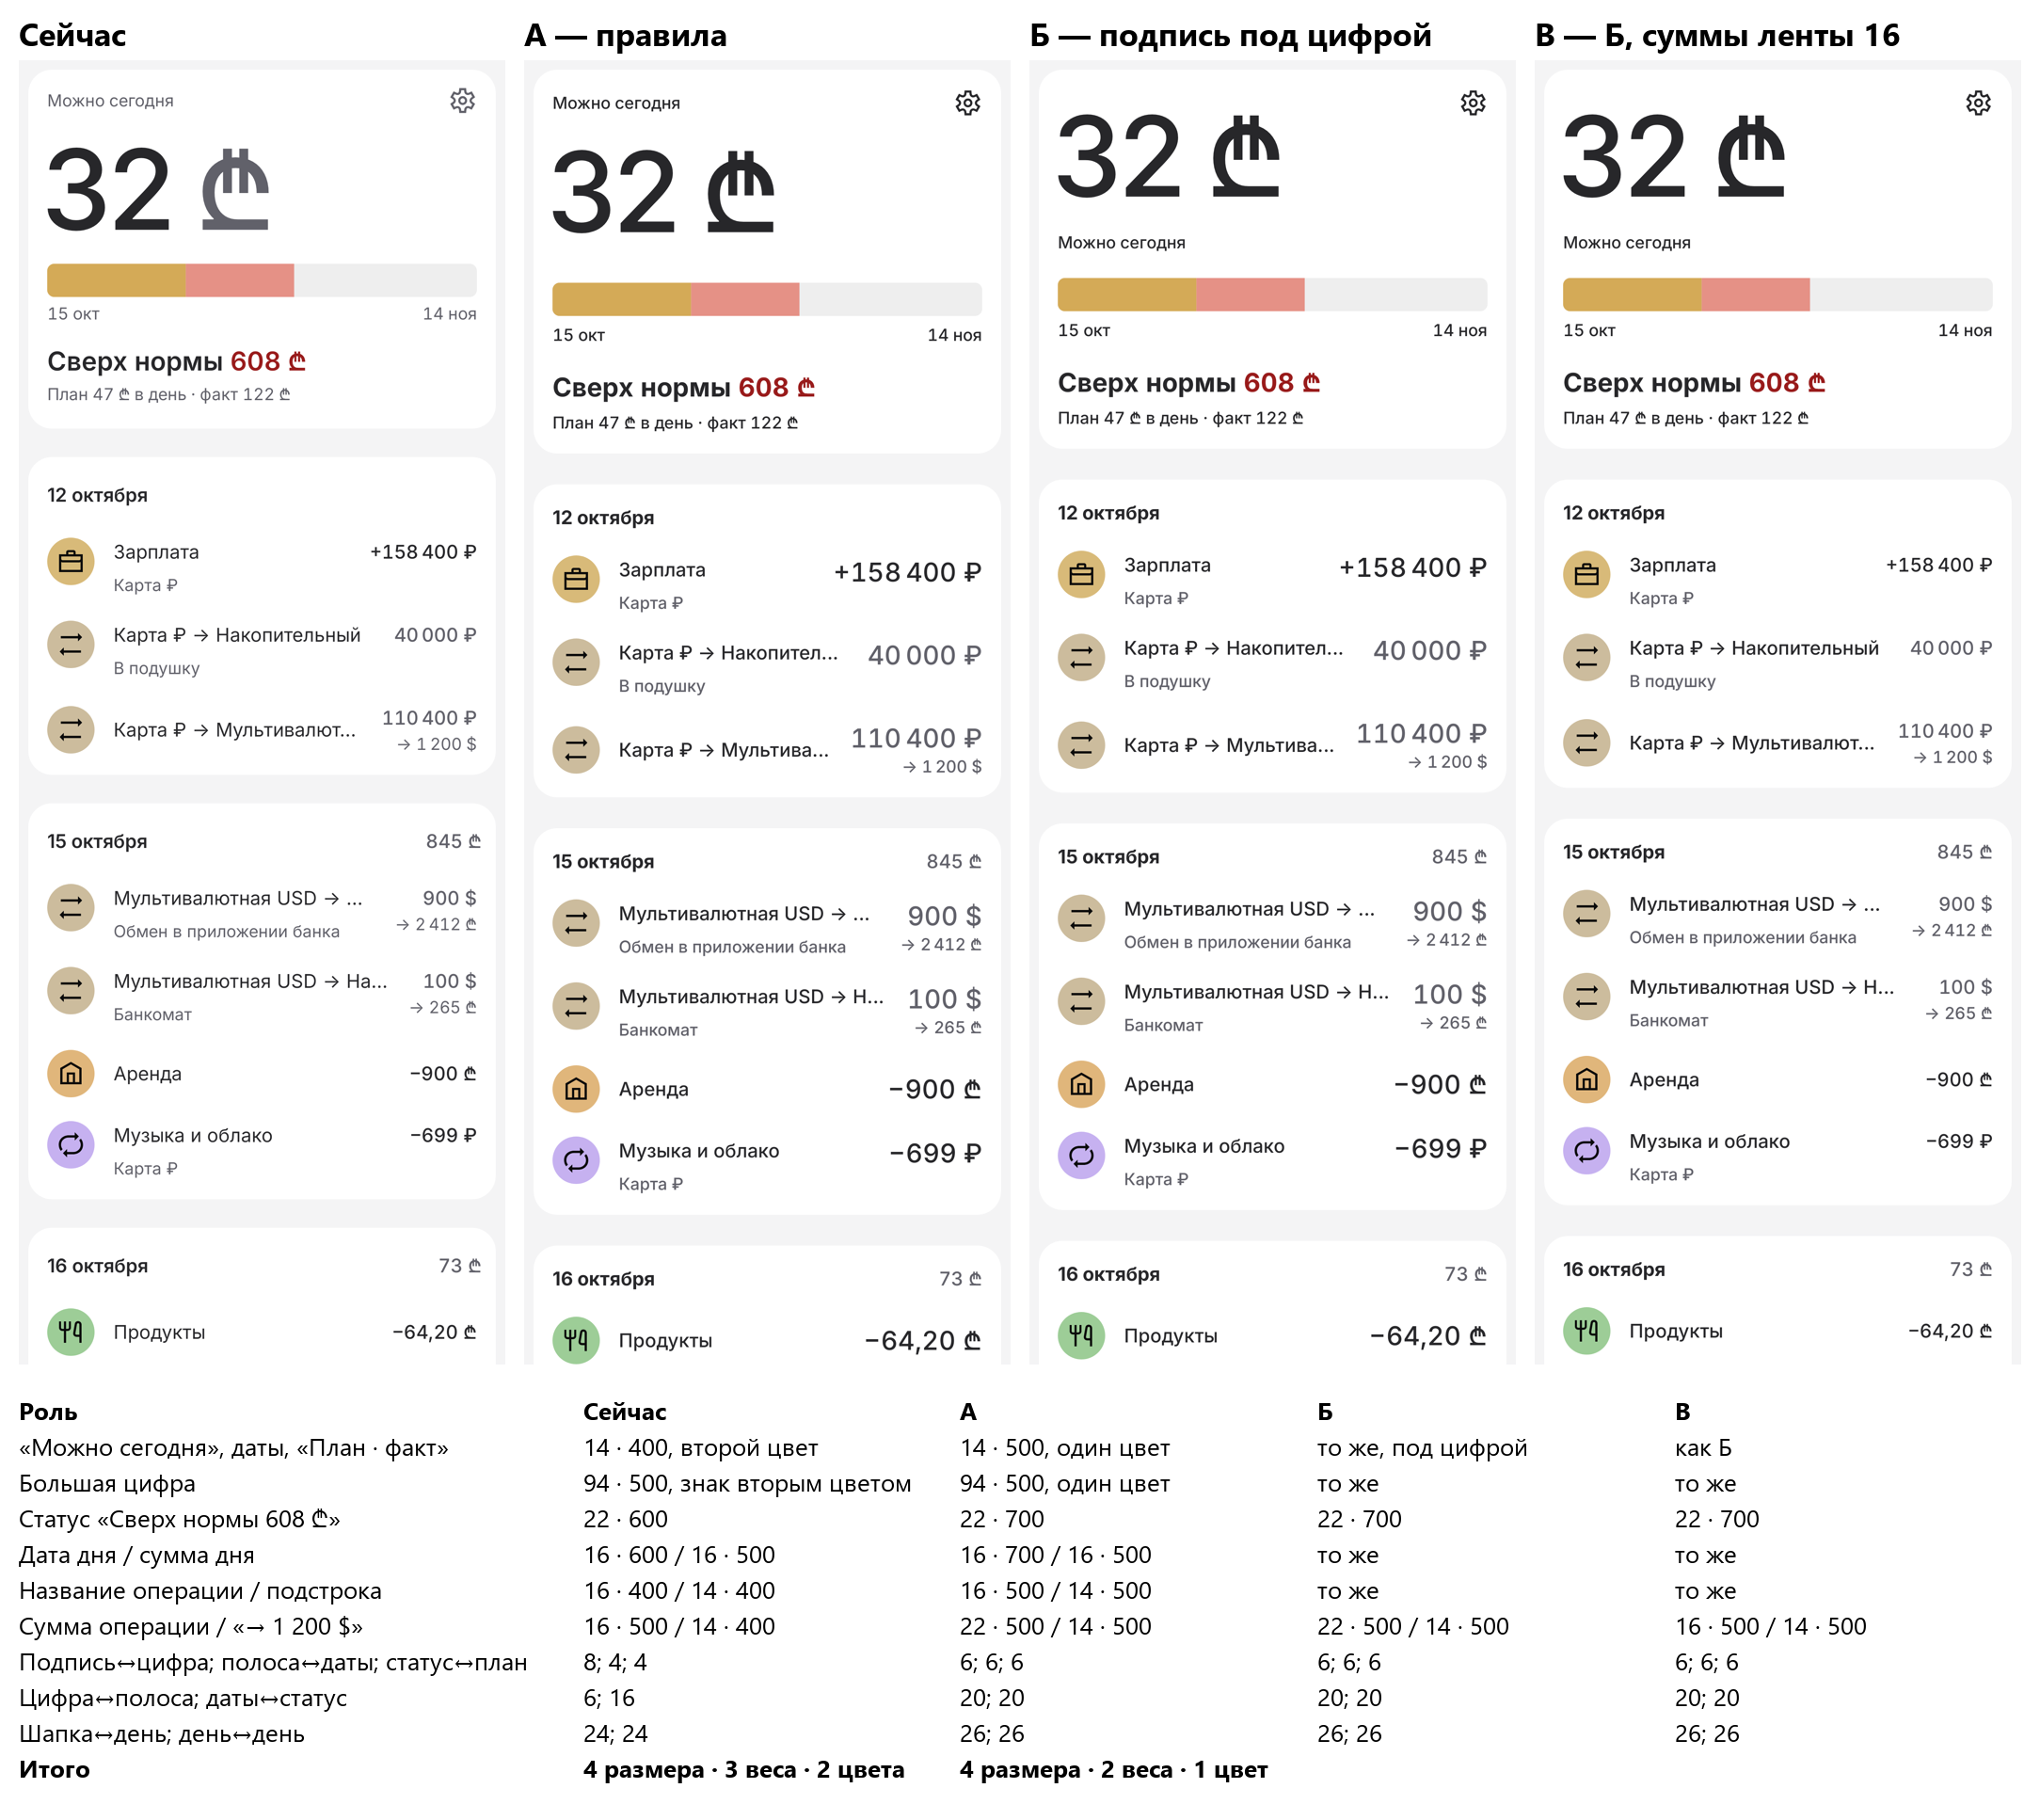 Сейчас
Можно сегодня
32 ₾
15 окт 14 ноя
Сверх нормы 608 ₾
План 47 ₾ в день · факт 122 ₾
12 октября
Зарплата +158 400 ₽
Карта ₽
Карта ₽ → Накопительный 40 000 ₽
В подушку
Карта ₽ → Мультивалют... 110 400 ₽
→ 1 200 $
15 октября 845 ₾
Мультивалютная USD → ... 900 $
Обмен в приложении банка → 2 412 ₾
Мультивалютная USD → На... 100 $
Банкомат → 265 ₾
Аренда −900 ₾
Музыка и облако −699 ₽
Карта ₽
16 октября 73 ₾
Продукты −64,20 ₾
А — правила
Можно сегодня
32 ₾
15 окт 14 ноя
Сверх нормы 608 ₾
План 47 ₾ в день · факт 122 ₾
12 октября
Зарплата +158 400 ₽
Карта ₽
Карта ₽ → Накопител... 40 000 ₽
В подушку
Карта ₽ → Мультива... 110 400 ₽
→ 1 200 $
15 октября 845 ₾
Мультивалютная USD → ... 900 $
Обмен в приложении банка → 2 412 ₾
Мультивалютная USD → Н... 100 $
Банкомат → 265 ₾
Аренда −900 ₾
Музыка и облако −699 ₽
Карта ₽
16 октября 73 ₾
Продукты −64,20 ₾
Б — подпись под цифрой
32 ₾
Можно сегодня
15 окт 14 ноя
Сверх нормы 608 ₾
План 47 ₾ в день · факт 122 ₾
12 октября
Зарплата +158 400 ₽
Карта ₽
Карта ₽ → Накопител... 40 000 ₽
В подушку
Карта ₽ → Мультива... 110 400 ₽
→ 1 200 $
15 октября 845 ₾
Мультивалютная USD → ... 900 $
Обмен в приложении банка → 2 412 ₾
Мультивалютная USD → Н... 100 $
Банкомат → 265 ₾
Аренда −900 ₾
Музыка и облако −699 ₽
Карта ₽
16 октября 73 ₾
Продукты −64,20 ₾
В — Б, суммы ленты 16
32 ₾
Можно сегодня
15 окт 14 ноя
Сверх нормы 608 ₾
План 47 ₾ в день · факт 122 ₾
12 октября
Зарплата +158 400 ₽
Карта ₽
Карта ₽ → Накопительный 40 000 ₽
В подушку
Карта ₽ → Мультивалют... 110 400 ₽
→ 1 200 $
15 октября 845 ₾
Мультивалютная USD → ... 900 $
Обмен в приложении банка → 2 412 ₾
Мультивалютная USD → Н... 100 $
Банкомат → 265 ₾
Аренда −900 ₾
Музыка и облако −699 ₽
Карта ₽
16 октября 73 ₾
Продукты −64,20 ₾
Роль Сейчас А Б В
«Можно сегодня», даты, «План · факт» 14 · 400, второй цвет 14 · 500, один цвет то же, под цифрой как Б
Большая цифра 94 · 500, знак вторым цветом 94 · 500, один цвет то же то же
Статус «Сверх нормы 608 ₾» 22 · 600 22 · 700 22 · 700 22 · 700
Дата дня / сумма дня 16 · 600 / 16 · 500 16 · 700 / 16 · 500 то же то же
Название операции / подстрока 16 · 400 / 14 · 400 16 · 500 / 14 · 500 то же то же
Сумма операции / «→ 1 200 $» 16 · 500 / 14 · 400 22 · 500 / 14 · 500 22 · 500 / 14 · 500 16 · 500 / 14 · 500
Подпись↔цифра; полоса↔даты; статус↔план 8; 4; 4 6; 6; 6 6; 6; 6 6; 6; 6
Цифра↔полоса; даты↔статус 6; 16 20; 20 20; 20 20; 20
Шапка↔день; день↔день 24; 24 26; 26 26; 26 26; 26
Итого 4 размера · 3 веса · 2 цвета 4 размера · 2 веса · 1 цвет